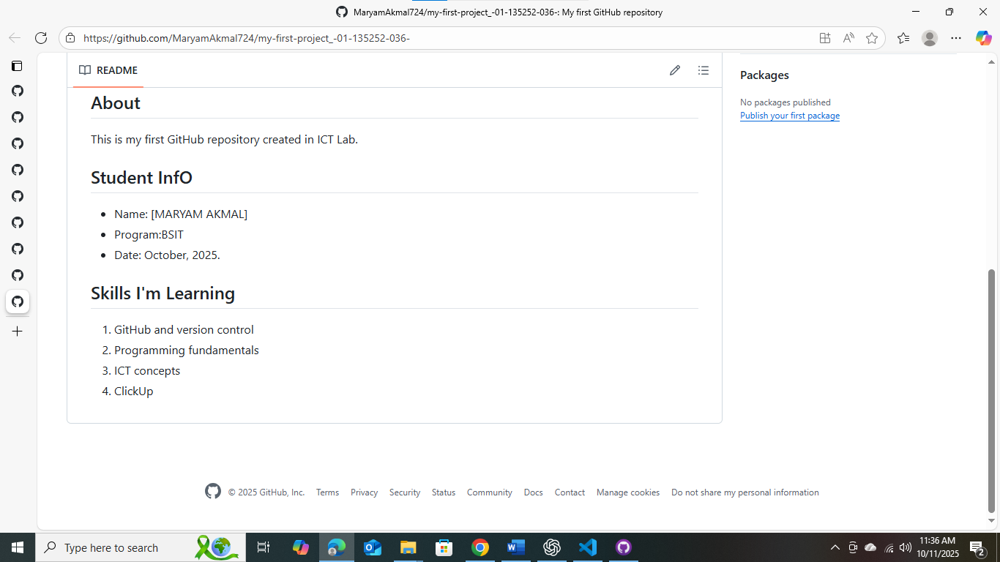 MaryamAkmal724/my-first-project_-01-135252-036-: My first GitHub repository
https://github.com/MaryamAkmal724/my-first-project_-01-135252-036-
README
About
This is my first GitHub repository created in ICT Lab.
Student InfO
Name: [MARYAM AKMAL]
Program:BSIT
Date: October, 2025.
Skills I'm Learning
1. GitHub and version control
2. Programming fundamentals
3. ICT concepts
4. ClickUp
Packages
No packages published
Publish your first package
© 2025 GitHub, Inc. Terms Privacy Security Status Community Docs Contact Manage cookies Do not share my personal information
Type here to search
11:36 AM
10/11/2025
2